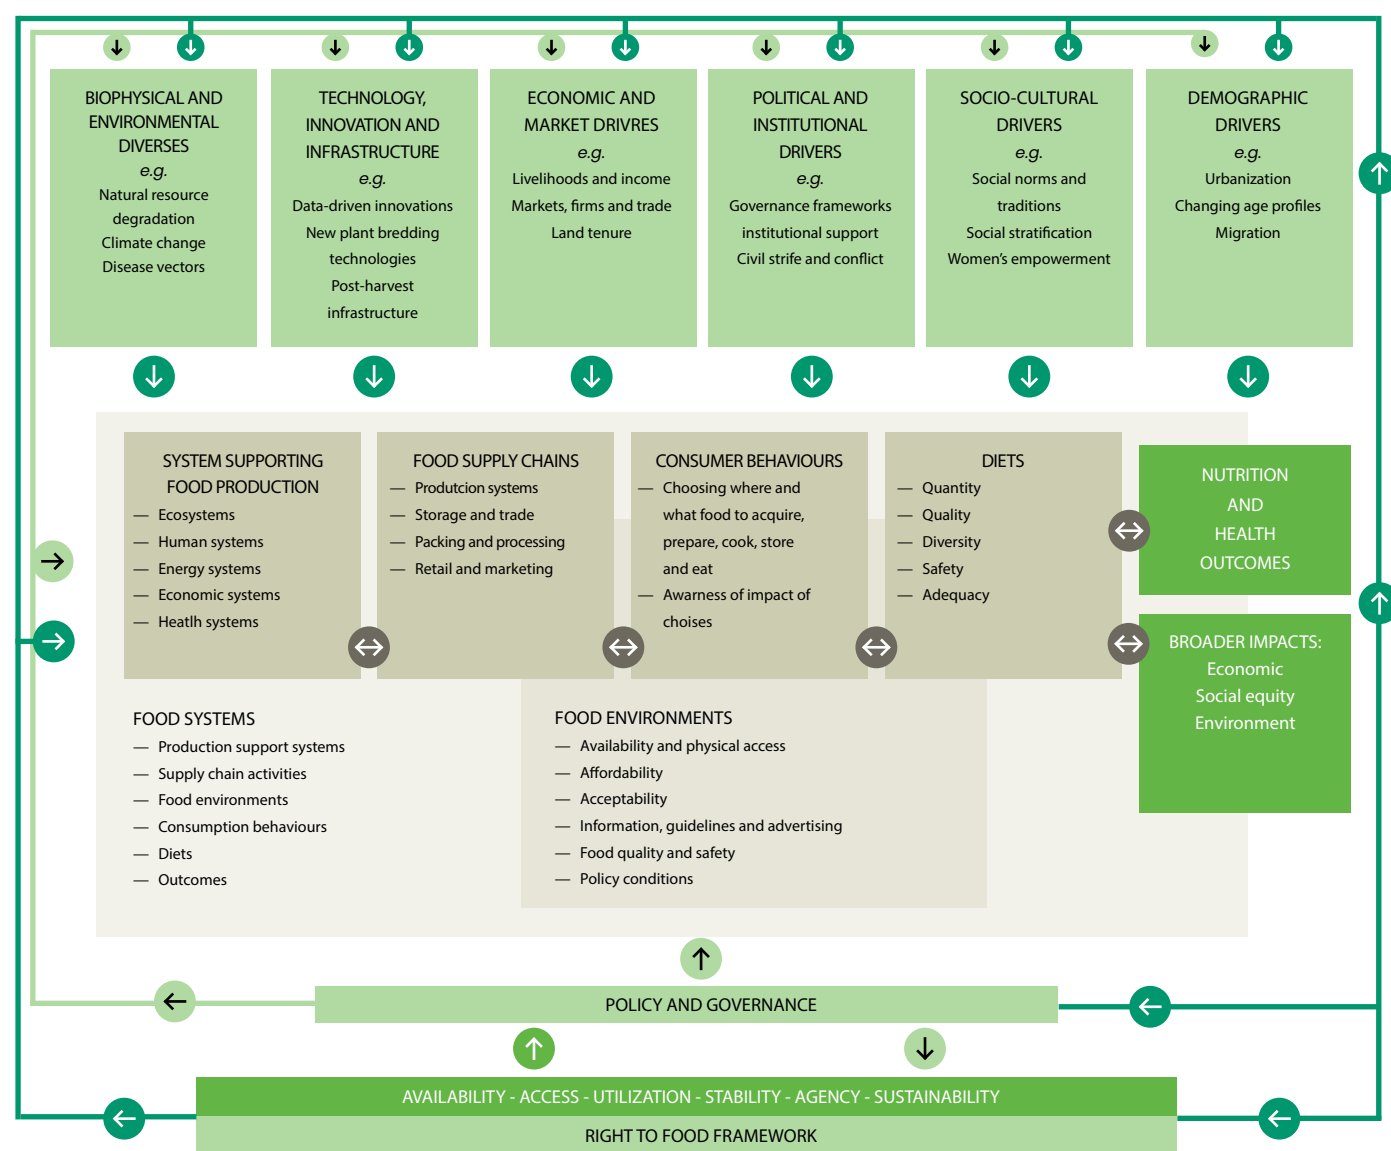 BIOPHYSICAL AND
ENVIRONMENTAL
DIVERSES
e.g.
Natural resource
degradation
Climate change
Disease vectors
TECHNOLOGY,
INNOVATION AND
INFRASTRUCTURE
e.g.
Data-driven innovations
New plant bredding
technologies
Post-harvest
infrastructure
ECONOMIC AND
MARKET DRIVRES
e.g.
Livelihoods and income
Markets, firms and trade
Land tenure
POLITICAL AND
INSTITUTIONAL
DRIVERS
e.g.
Governance frameworks
institutional support
Civil strife and conflict
SOCIO-CULTURAL
DRIVERS
e.g.
Social norms and
traditions
Social stratification
Women's empowerment
DEMOGRAPHIC
DRIVERS
e.g.
Urbanization
Changing age profiles
Migration
SYSTEM SUPPORTING
FOOD PRODUCTION
— Ecosystems
— Human systems
— Energy systems
— Economic systems
— Heatlh systems
FOOD SUPPLY CHAINS
— Produtcion systems
— Storage and trade
— Packing and processing
— Retail and marketing
CONSUMER BEHAVIOURS
— Choosing where and
what food to acquire,
prepare, cook, store
and eat
— Awarness of impact of
choises
DIETS
— Quantity
— Quality
— Diversity
— Safety
— Adequacy
NUTRITION
AND
HEALTH
OUTCOMES
BROADER IMPACTS:
Economic
Social equity
Environment
FOOD SYSTEMS
— Production support systems
— Supply chain activities
— Food environments
— Consumption behaviours
— Diets
— Outcomes
FOOD ENVIRONMENTS
— Availability and physical access
— Affordability
— Acceptability
— Information, guidelines and advertising
— Food quality and safety
— Policy conditions
POLICY AND GOVERNANCE
AVAILABILITY - ACCESS - UTILIZATION - STABILITY - AGENCY - SUSTAINABILITY
RIGHT TO FOOD FRAMEWORK